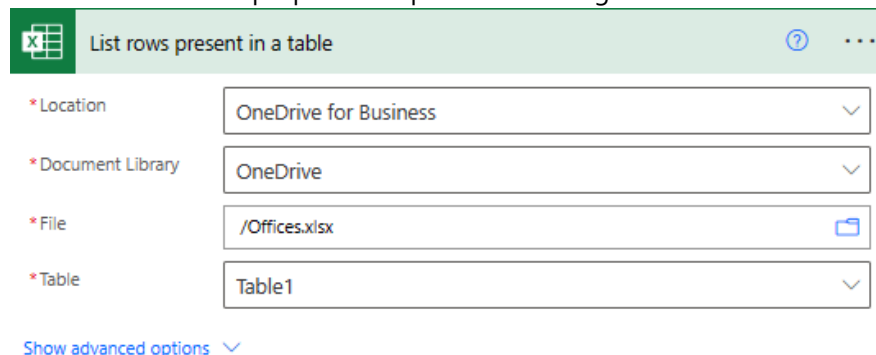 List rows present in a table
*Location
OneDrive for Business
*Document Library
OneDrive
*File
/Offices.xlsx
*Table
Table1
Show advanced options